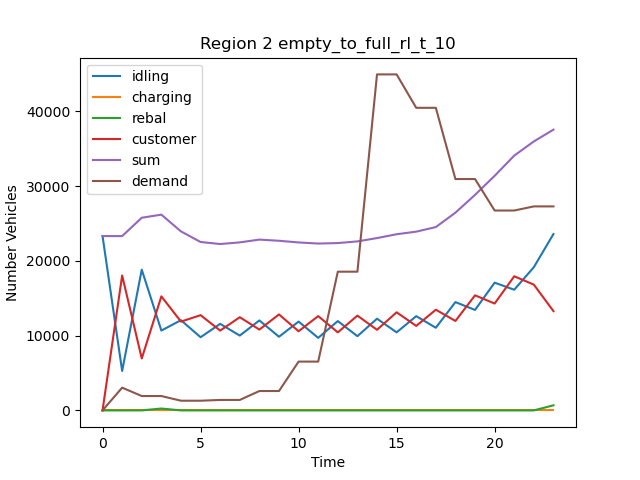 Region 2 empty_to_full_rl_t_10
idling
charging
rebal
customer
sum
demand
Number Vehicles
40000
30000
20000
10000
0
0
5
10
15
20
Time